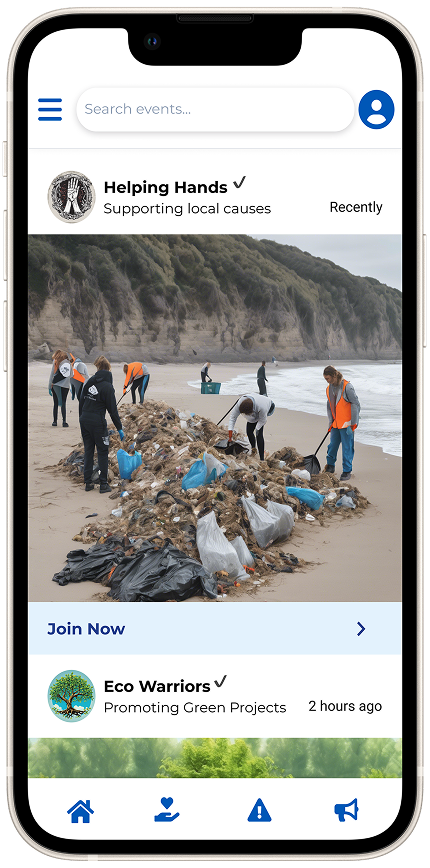 Search events...
Helping Hands
Supporting local causes
Recently
Join Now
Eco Warriors
Promoting Green Projects
2 hours ago